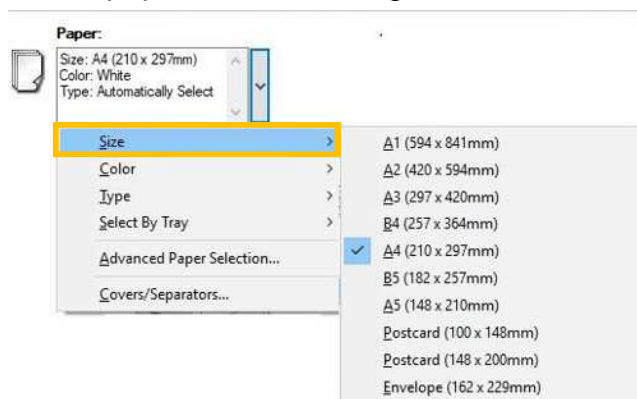 Paper:
Size: A4 (210 x 297mm)
Color: White
Type: Automatically Select
Size
Color
Type
Select By Tray
Advanced Paper Selection...
Covers/Separators...
A1 (594 x 841mm)
A2 (420 x 594mm)
A3 (297 x 420mm)
B4 (257 x 364mm)
A4 (210 x 297mm)
B5 (182 x 257mm)
A5 (148 x 210mm)
Postcard (100 x 148mm)
Postcard (148 x 200mm)
Envelope (162 x 229mm)